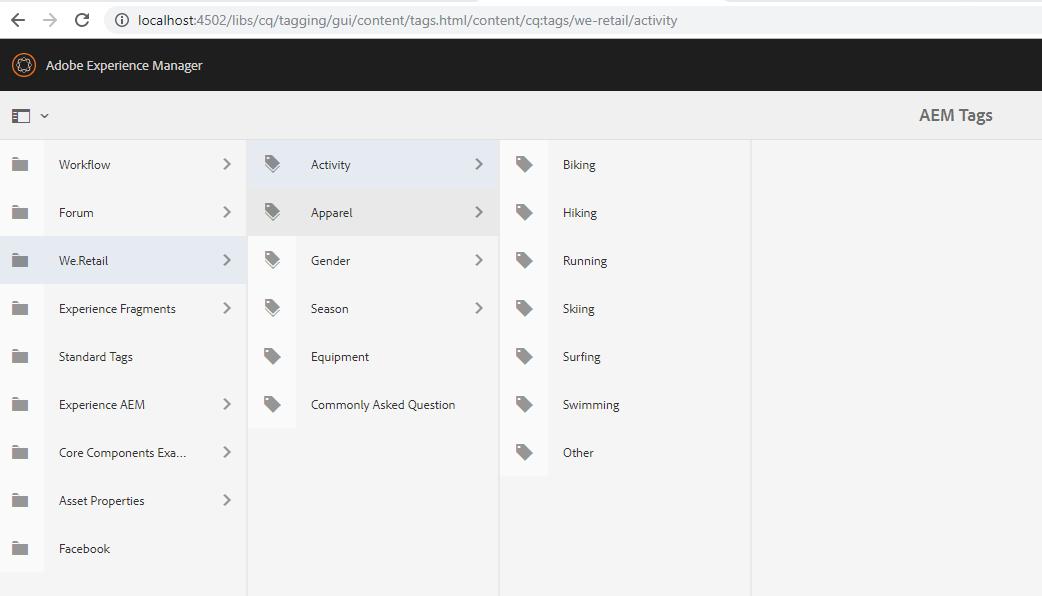 localhost:4502/libs/cq/tagging/gui/content/tags.html/content/cq:tags/we-retail/activity
Adobe Experience Manager
AEM Tags
Workflow
Forum
We.Retail
Experience Fragments
Standard Tags
Experience AEM
Core Components Exa...
Asset Properties
Facebook
Activity
Apparel
Gender
Season
Equipment
Commonly Asked Question
Biking
Hiking
Running
Skiing
Surfing
Swimming
Other